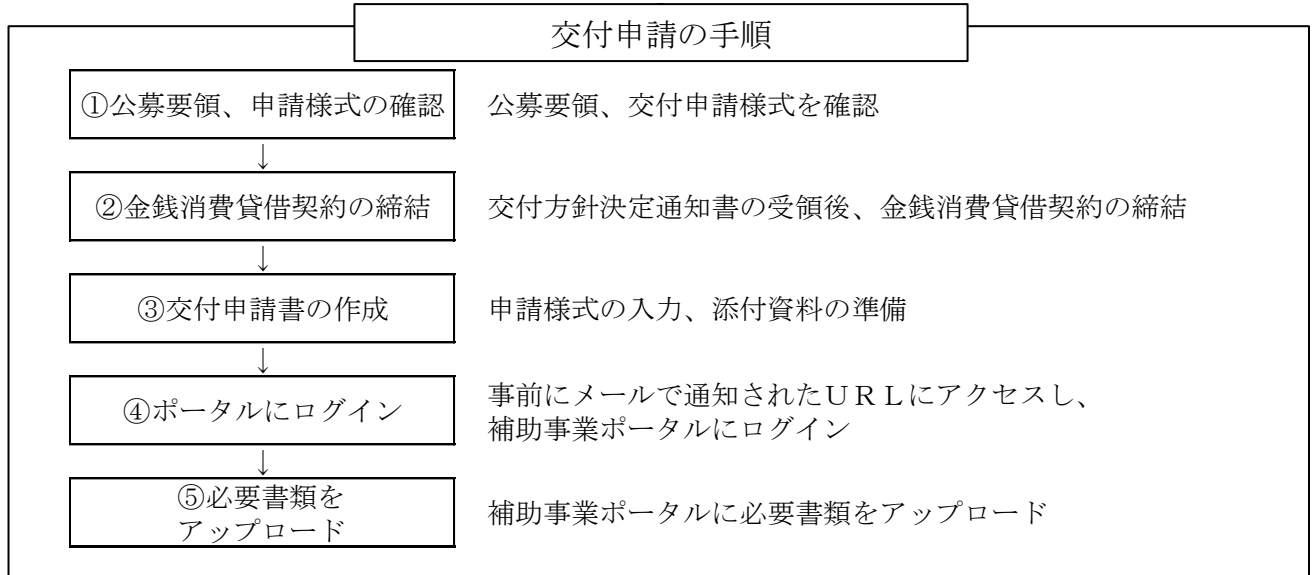 交付申請の手順
①公募要領、申請様式の確認
公募要領、交付申請様式を確認
↓
②金銭消費貸借契約の締結
交付方針決定通知書の受領後、金銭消費貸借契約の締結
↓
③交付申請書の作成
申請様式の入力、添付資料の準備
↓
④ポータルにログイン
事前にメールで通知されたＵＲＬにアクセスし、
補助事業ポータルにログイン
↓
⑤必要書類を
アップロード
補助事業ポータルに必要書類をアップロード